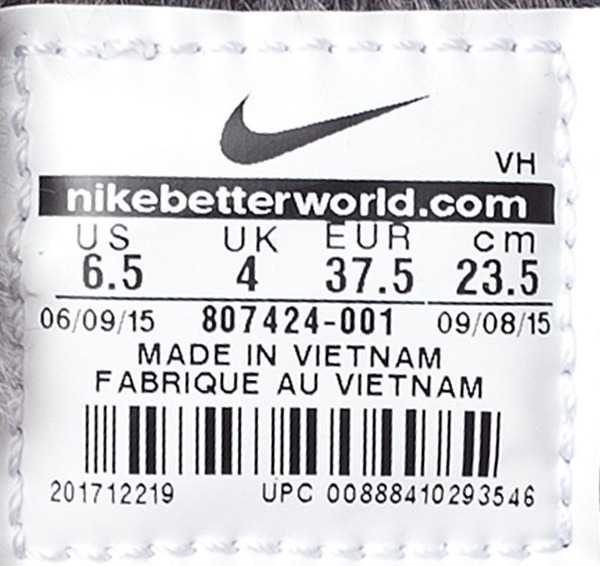 VH
nikebetterworld.com
US UK EUR cm
6.5 4 37.5 23.5
06/09/15 807424-001 09/08/15
MADE IN VIETNAM
FABRIQUE AU VIETNAM
201712219 UPC 00888410293546